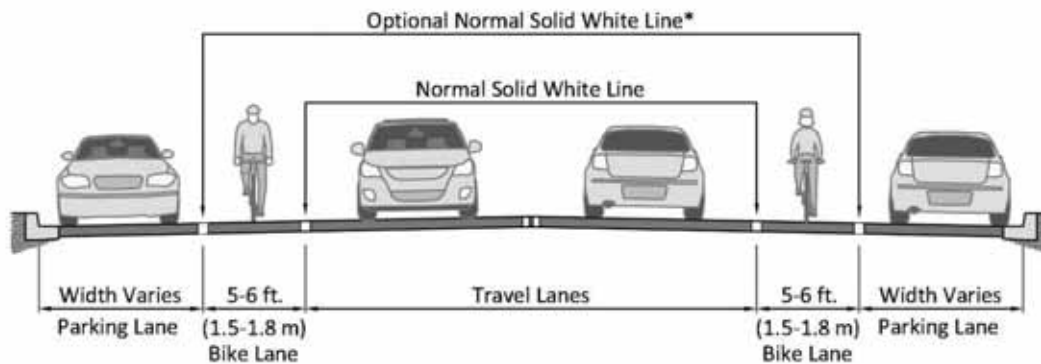 Optional Normal Solid White Line*
Normal Solid White Line
Width Varies
Parking Lane
5-6 ft.
(1.5-1.8 m)
Bike Lane
Travel Lanes
5-6 ft.
(1.5-1.8 m)
Bike Lane
Width Varies
Parking Lane